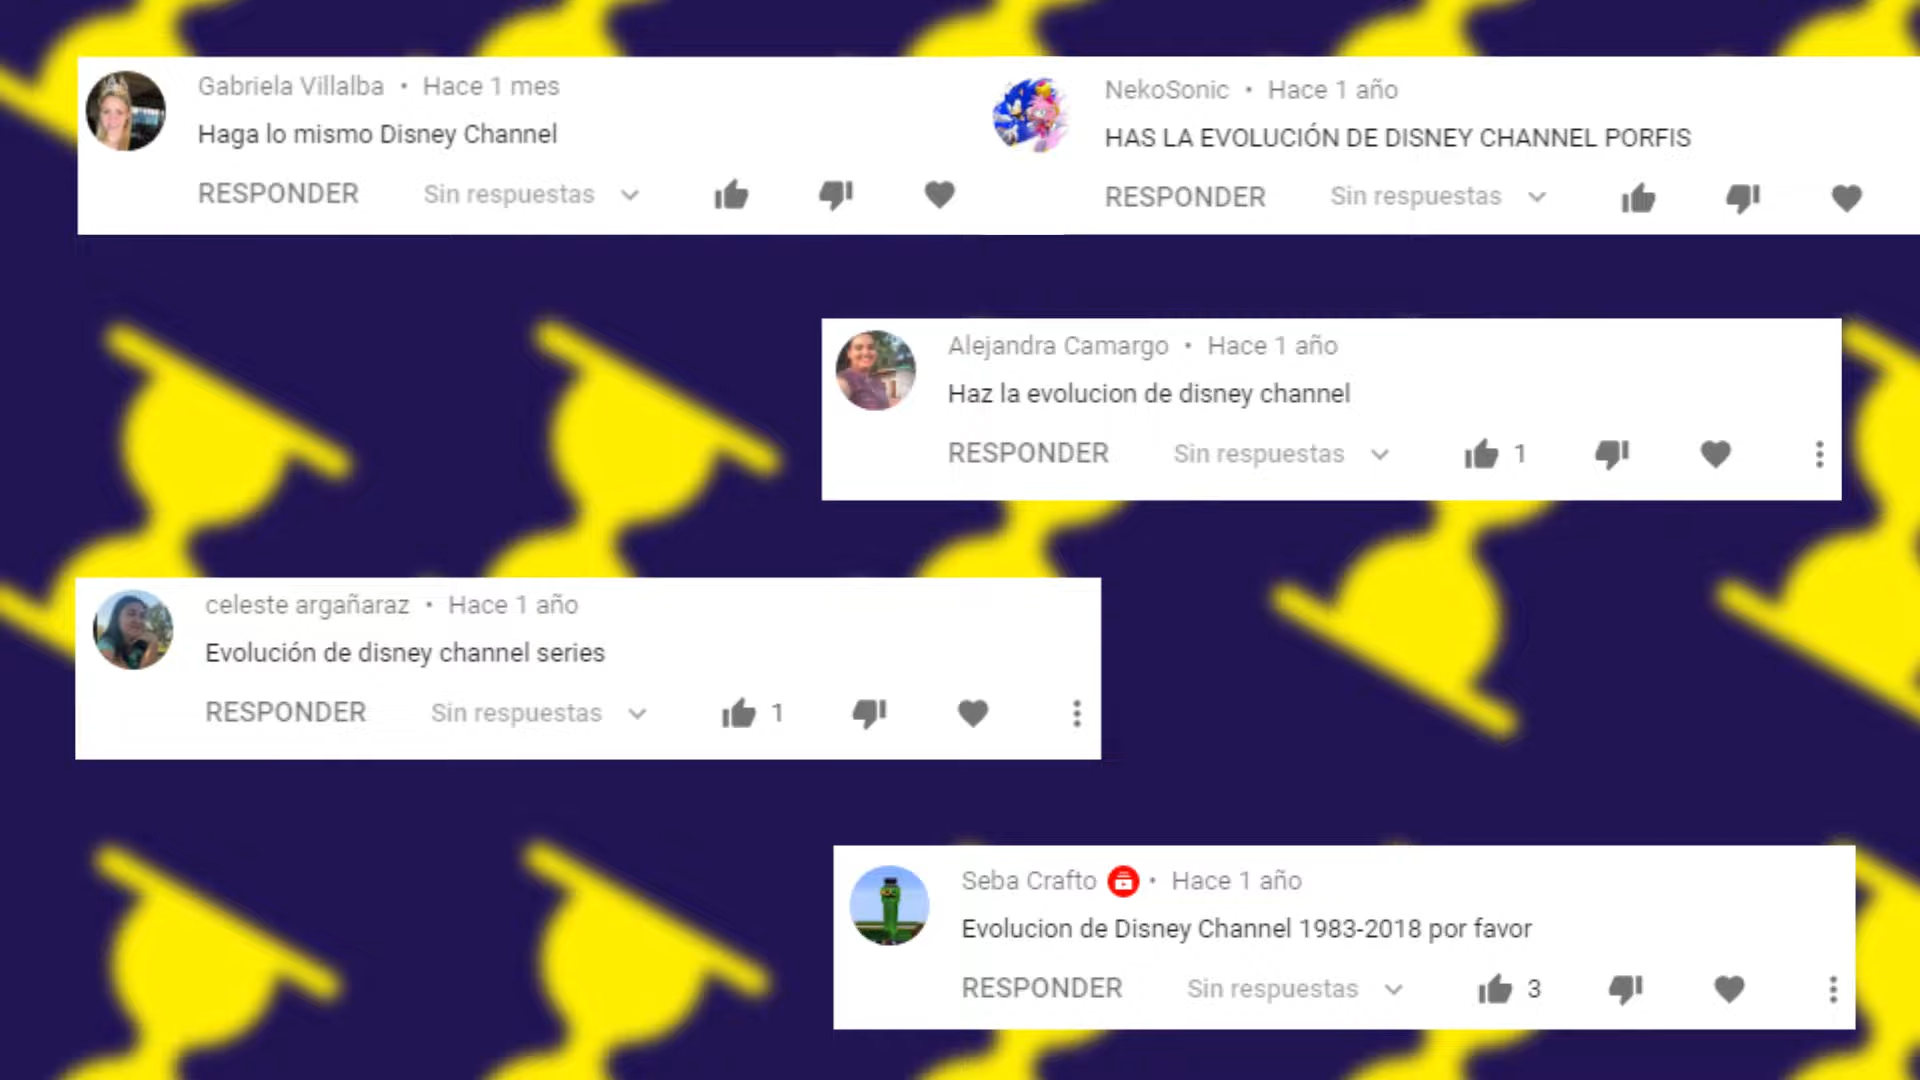 Gabriela Villalba • Hace 1 mes
Haga lo mismo Disney Channel
RESPONDER Sin respuestas
NekoSonic • Hace 1 año
HAS LA EVOLUCIÓN DE DISNEY CHANNEL PORFIS
RESPONDER Sin respuestas
Alejandra Camargo • Hace 1 año
Haz la evolucion de disney channel
RESPONDER Sin respuestas 1
celeste argañaraz • Hace 1 año
Evolución de disney channel series
RESPONDER Sin respuestas 1
Seba Crafto • Hace 1 año
Evolucion de Disney Channel 1983-2018 por favor
RESPONDER Sin respuestas 3